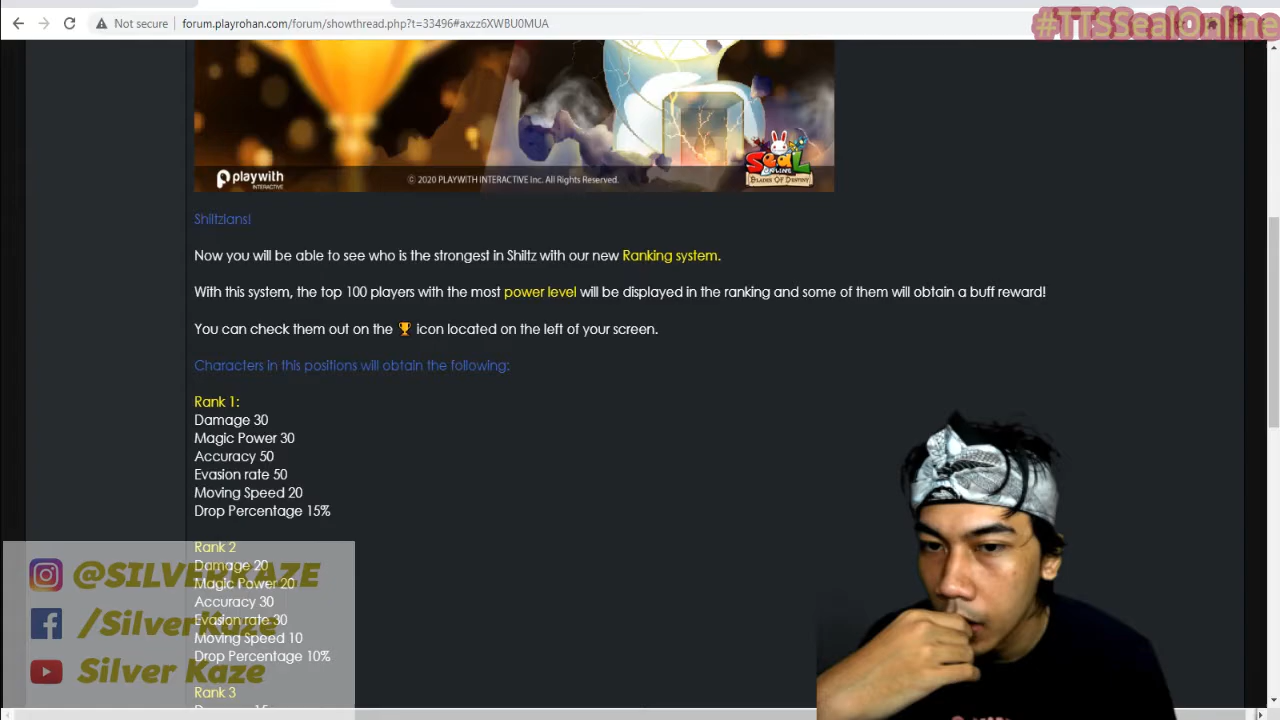 Not secure
forum.playrohan.com/forum/showthread.php?t=33496#axzz6XWBU0MUA
#TTSSealOnline
playwith
INTERACTIVE
© 2020 PLAYWITH INTERACTIVE Inc. All Rights Reserved.
SeaL
ONLINE
BLADES OF DESTINY
Shiltzians!
Now you will be able to see who is the strongest in Shiltz with our new Ranking system.
With this system, the top 100 players with the most power level will be displayed in the ranking and some of them will obtain a buff reward!
You can check them out on the icon located on the left of your screen.
Characters in this positions will obtain the following:
Rank 1:
Damage 30
Magic Power 30
Accuracy 50
Evasion rate 50
Moving Speed 20
Drop Percentage 15%
Rank 2
Damage 20
Magic Power 20
Accuracy 30
Evasion rate 30
Moving Speed 10
Drop Percentage 10%
Rank 3
@SILVERKAZE
/SilverKaze
Silver Kaze